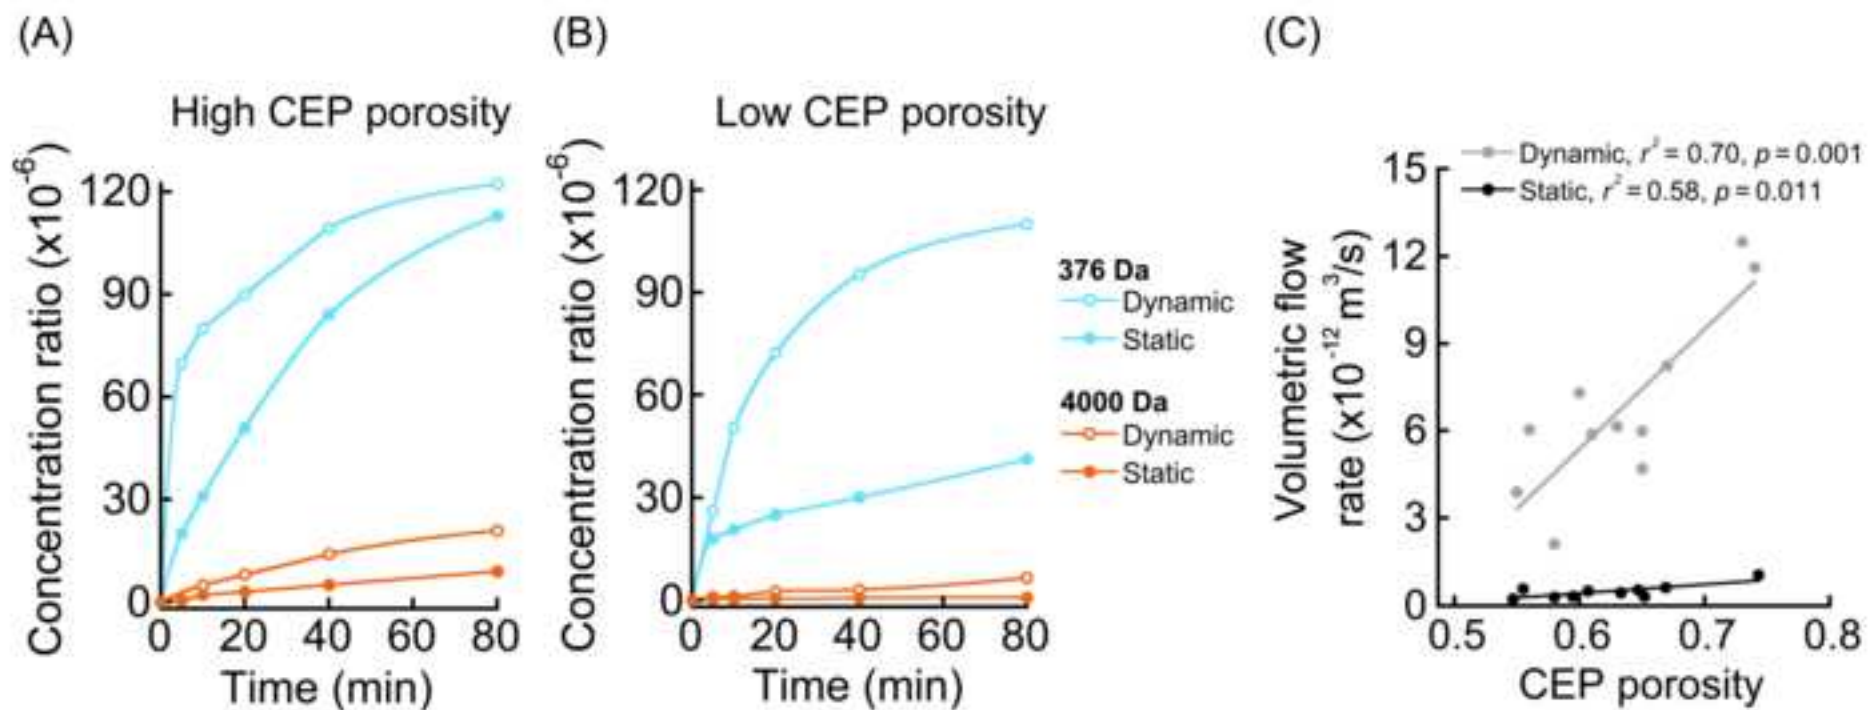 (A)
High CEP porosity
Concentration ratio (x10⁻⁶)
120
90
60
30
0
0 20 40 60 80
Time (min)
(B)
Low CEP porosity
Concentration ratio (x10⁻⁶)
120
90
60
30
0
0 20 40 60 80
Time (min)
376 Da
Dynamic
Static
4000 Da
Dynamic
Static
(C)
Dynamic, r² = 0.70, p = 0.001
Static, r² = 0.58, p = 0.011
Volumetric flow
rate (x10⁻¹² m³/s)
15
12
9
6
3
0
0.5 0.6 0.7 0.8
CEP porosity